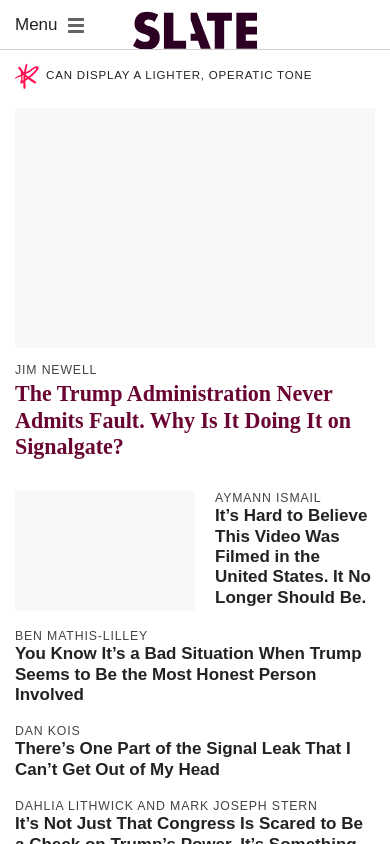 Menu
SLATE
CAN DISPLAY A LIGHTER, OPERATIC TONE
JIM NEWELL
The Trump Administration Never
Admits Fault. Why Is It Doing It on
Signalgate?
AYMANN ISMAIL
It’s Hard to Believe
This Video Was
Filmed in the
United States. It No
Longer Should Be.
BEN MATHIS-LILLEY
You Know It’s a Bad Situation When Trump
Seems to Be the Most Honest Person
Involved
DAN KOIS
There’s One Part of the Signal Leak That I
Can’t Get Out of My Head
DAHLIA LITHWICK AND MARK JOSEPH STERN
It’s Not Just That Congress Is Scared to Be
a Check on Trump’s Power. It’s Something